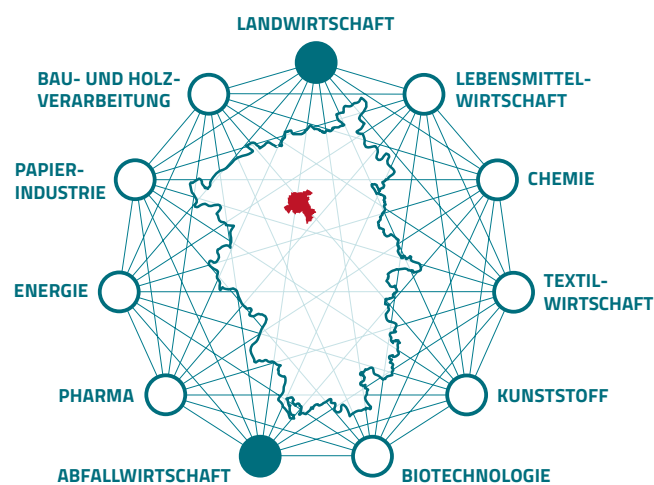 LANDWIRTSCHAFT
BAU- UND HOLZ-
VERARBEITUNG
LEBENSMITTEL-
WIRTSCHAFT
PAPIER-
INDUSTRIE
CHEMIE
ENERGIE
TEXTIL-
WIRTSCHAFT
PHARMA
KUNSTSTOFF
ABFALLWIRTSCHAFT
BIOTECHNOLOGIE